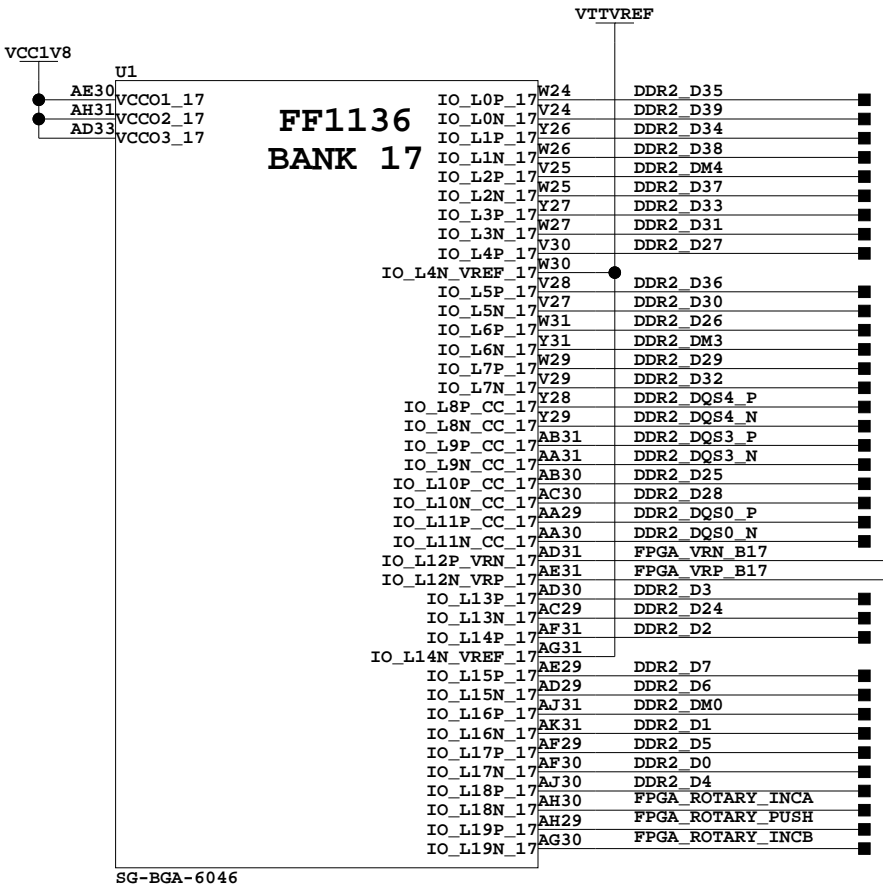 VTTVREF
VCC1V8
U1
AE30 VCCO1_17
AH31 VCCO2_17
AD33 VCCO3_17
FF1136
BANK 17
IO_L0P_17 W24 DDR2_D35
IO_L0N_17 V24 DDR2_D39
IO_L1P_17 Y26 DDR2_D34
IO_L1N_17 W26 DDR2_D38
IO_L2P_17 V25 DDR2_DM4
IO_L2N_17 W25 DDR2_D37
IO_L3P_17 Y27 DDR2_D33
IO_L3N_17 W27 DDR2_D31
IO_L4P_17 V30 DDR2_D27
IO_L4N_VREF_17 W30
IO_L5P_17 V28 DDR2_D36
IO_L5N_17 V27 DDR2_D30
IO_L6P_17 W31 DDR2_D26
IO_L6N_17 Y31 DDR2_DM3
IO_L7P_17 W29 DDR2_D29
IO_L7N_17 V29 DDR2_D32
IO_L8P_CC_17 Y28 DDR2_DQS4_P
IO_L8N_CC_17 Y29 DDR2_DQS4_N
IO_L9P_CC_17 AB31 DDR2_DQS3_P
IO_L9N_CC_17 AA31 DDR2_DQS3_N
IO_L10P_CC_17 AB30 DDR2_D25
IO_L10N_CC_17 AC30 DDR2_D28
IO_L11P_CC_17 AA29 DDR2_DQS0_P
IO_L11N_CC_17 AA30 DDR2_DQS0_N
IO_L12P_VRN_17 AD31 FPGA_VRN_B17
IO_L12N_VRP_17 AE31 FPGA_VRP_B17
IO_L13P_17 AD30 DDR2_D3
IO_L13N_17 AC29 DDR2_D24
IO_L14P_17 AF31 DDR2_D2
IO_L14N_VREF_17 AG31
IO_L15P_17 AE29 DDR2_D7
IO_L15N_17 AD29 DDR2_D6
IO_L16P_17 AJ31 DDR2_DM0
IO_L16N_17 AK31 DDR2_D1
IO_L17P_17 AF29 DDR2_D5
IO_L17N_17 AF30 DDR2_D0
IO_L18P_17 AJ30 DDR2_D4
IO_L18N_17 AH30 FPGA_ROTARY_INCA
IO_L19P_17 AH29 FPGA_ROTARY_PUSH
IO_L19N_17 AG30 FPGA_ROTARY_INCB
SG-BGA-6046